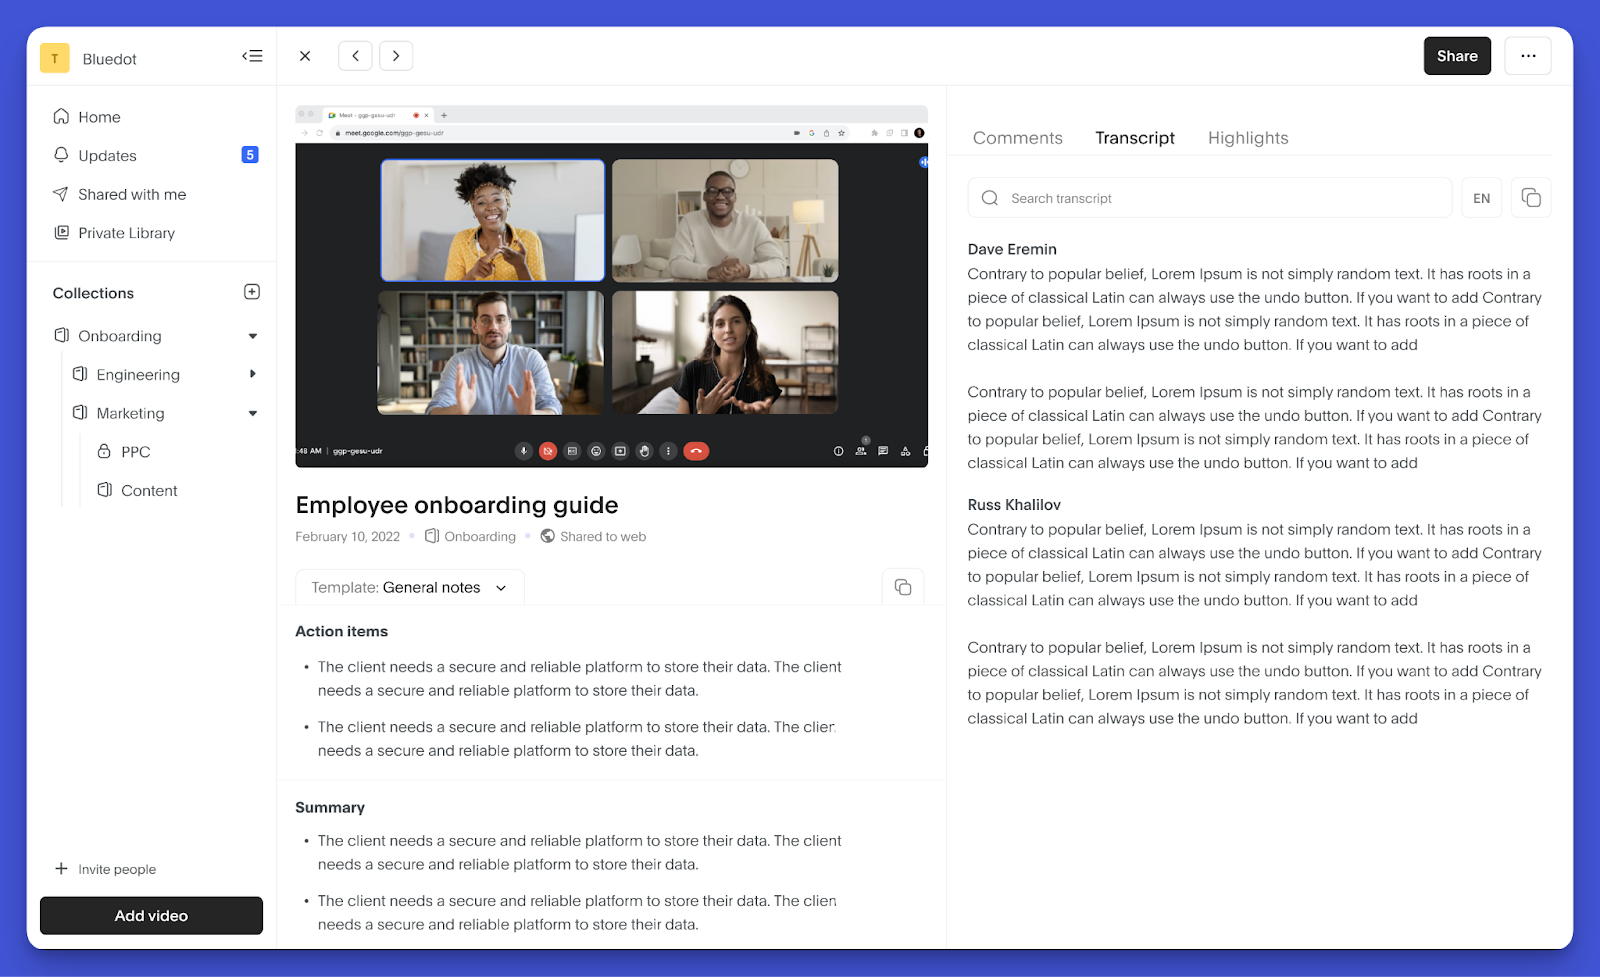 T
Bluedot
Share
Home
Updates
5
Shared with me
Private Library
Collections
Onboarding
Engineering
Marketing
PPC
Content
Invite people
Add video
Meet - ggp-gesu-udr
meet.google.com/ggp-gesu-udr
:48 AM | ggp-gesu-udr
1
Employee onboarding guide
February 10, 2022 • Onboarding • Shared to web
Template: General notes
Action items
• The client needs a secure and reliable platform to store their data. The client
needs a secure and reliable platform to store their data.
• The client needs a secure and reliable platform to store their data. The clien
needs a secure and reliable platform to store their data.
Summary
• The client needs a secure and reliable platform to store their data. The client
needs a secure and reliable platform to store their data.
• The client needs a secure and reliable platform to store their data. The clien
needs a secure and reliable platform to store their data.
Comments Transcript Highlights
Search transcript
EN
Dave Eremin
Contrary to popular belief, Lorem Ipsum is not simply random text. It has roots in a
piece of classical Latin can always use the undo button. If you want to add Contrary
to popular belief, Lorem Ipsum is not simply random text. It has roots in a piece of
classical Latin can always use the undo button. If you want to add
Contrary to popular belief, Lorem Ipsum is not simply random text. It has roots in a
piece of classical Latin can always use the undo button. If you want to add Contrary
to popular belief, Lorem Ipsum is not simply random text. It has roots in a piece of
classical Latin can always use the undo button. If you want to add
Russ Khalilov
Contrary to popular belief, Lorem Ipsum is not simply random text. It has roots in a
piece of classical Latin can always use the undo button. If you want to add Contrary
to popular belief, Lorem Ipsum is not simply random text. It has roots in a piece of
classical Latin can always use the undo button. If you want to add
Contrary to popular belief, Lorem Ipsum is not simply random text. It has roots in a
piece of classical Latin can always use the undo button. If you want to add Contrary
to popular belief, Lorem Ipsum is not simply random text. It has roots in a piece of
classical Latin can always use the undo button. If you want to add